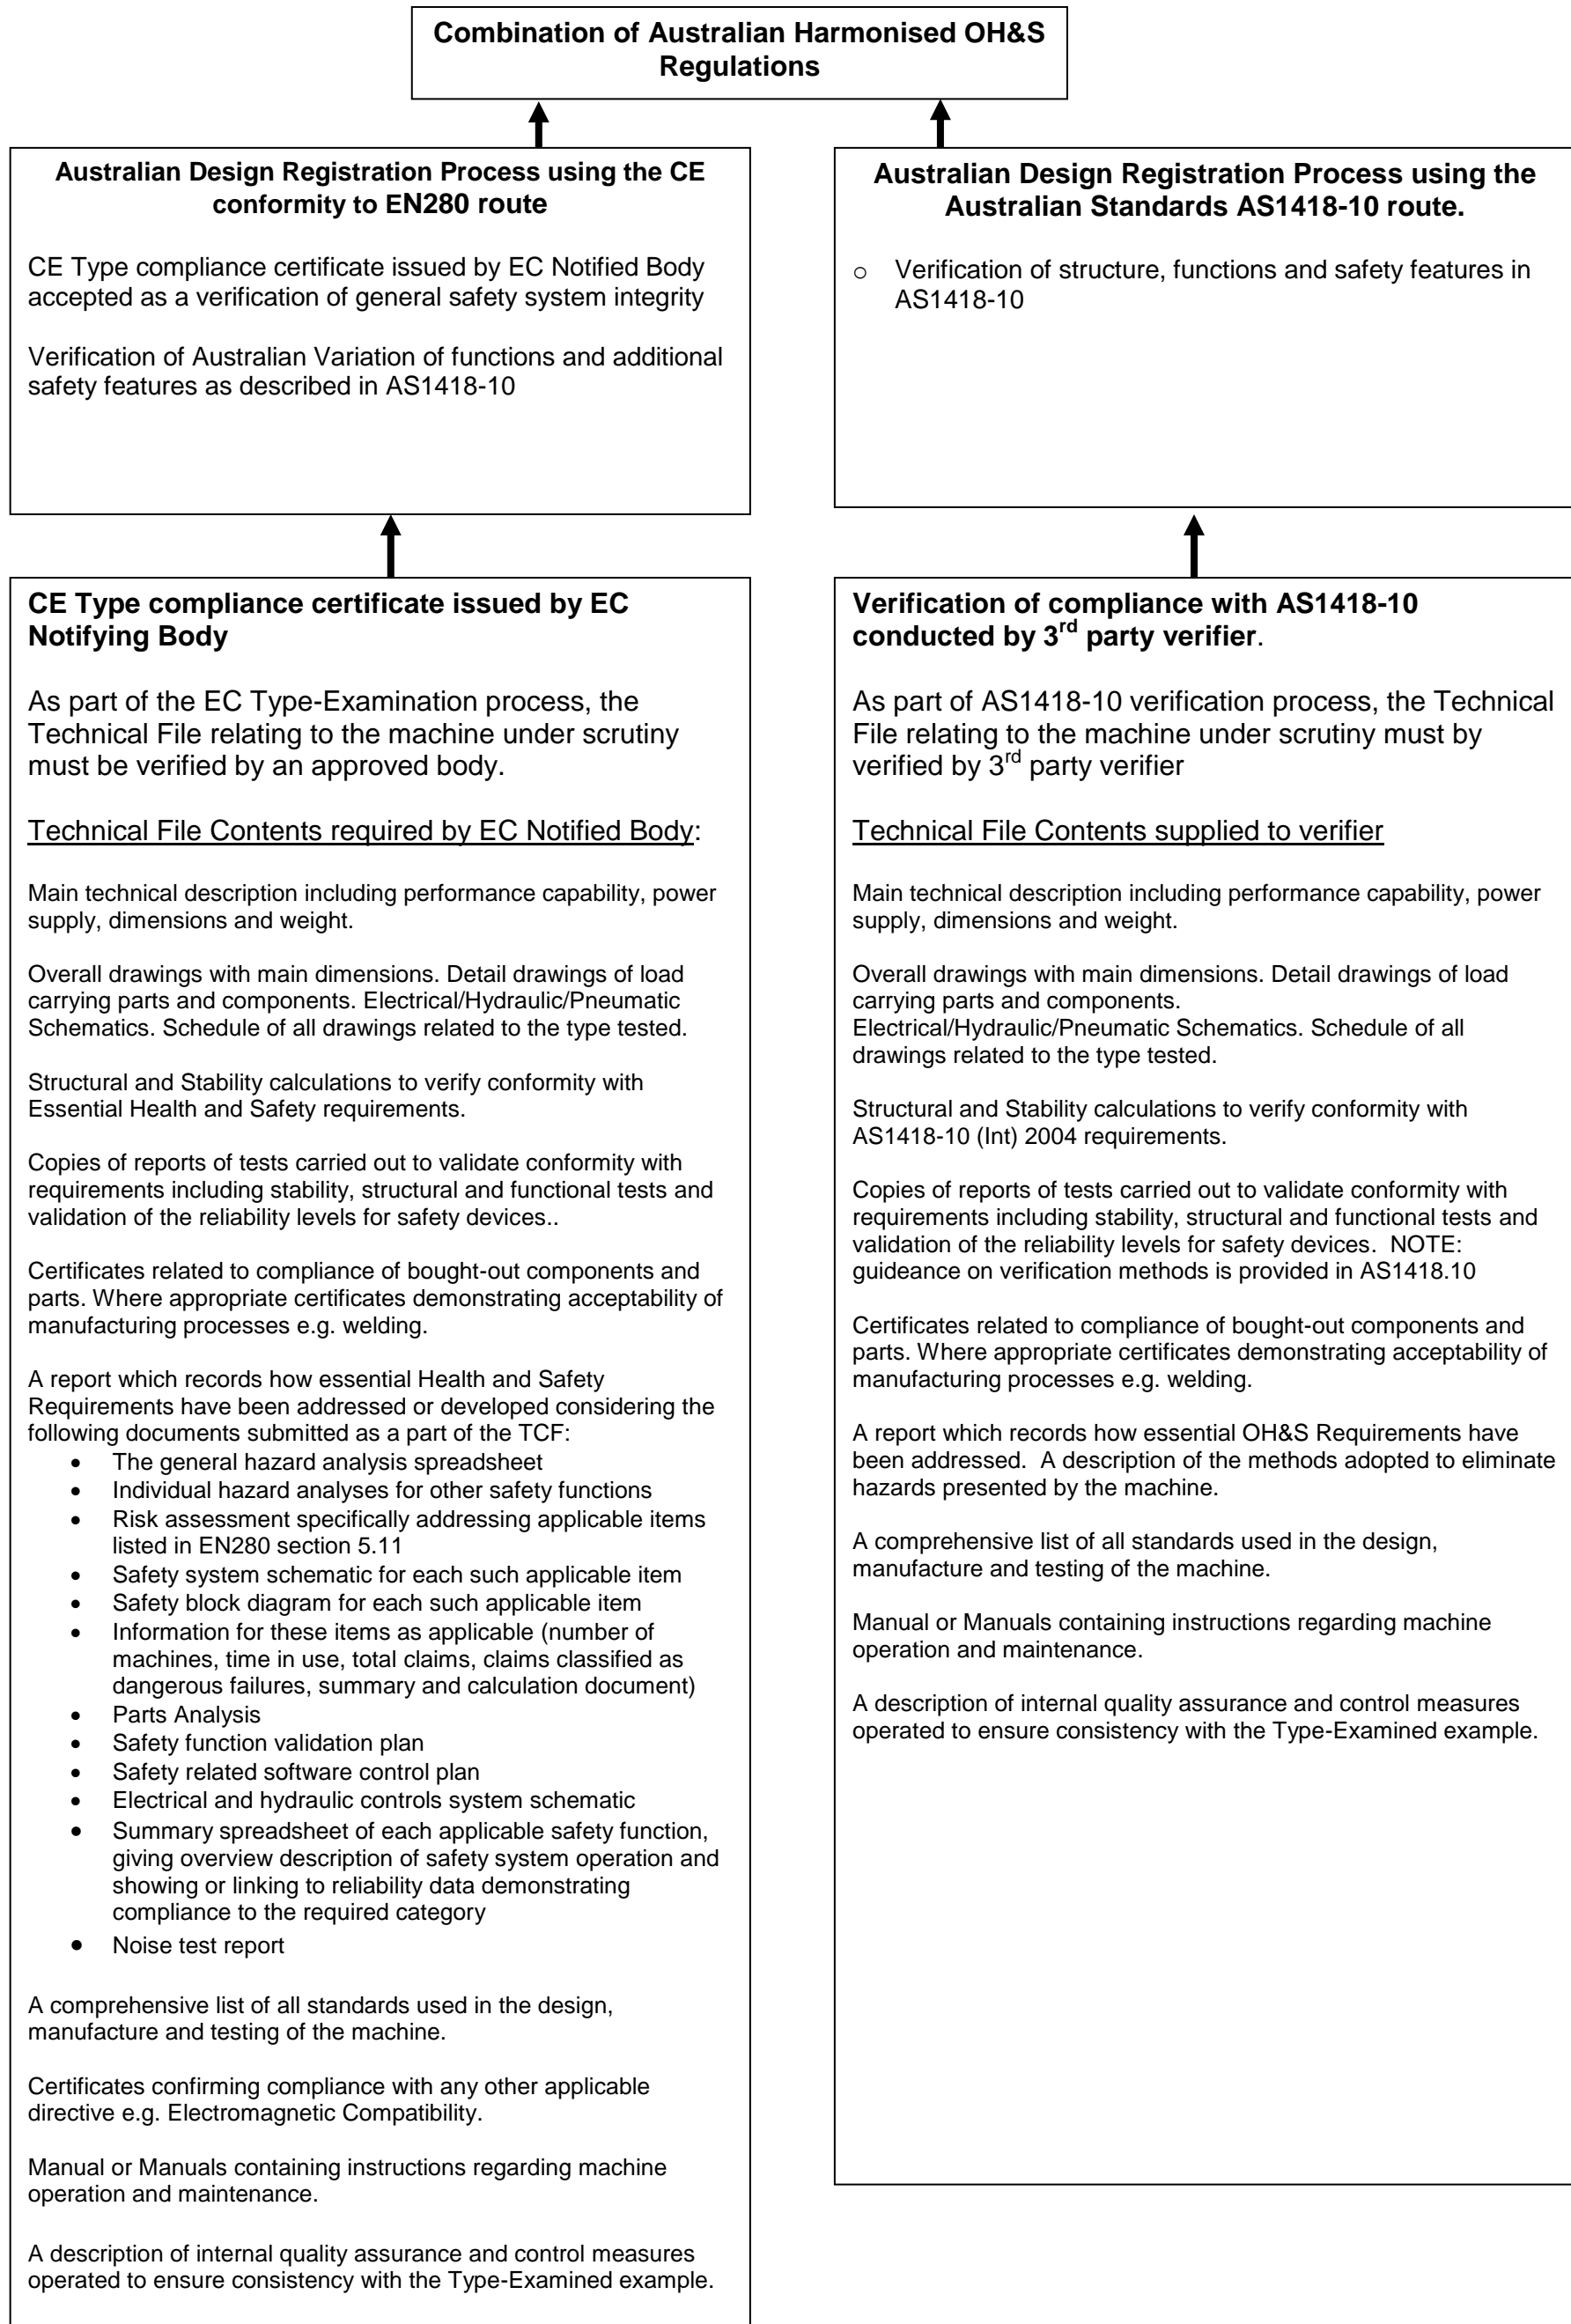 Combination of Australian Harmonised OH&S
Regulations
Australian Design Registration Process using the CE
conformity to EN280 route
CE Type compliance certificate issued by EC Notified Body
accepted as a verification of general safety system integrity
Verification of Australian Variation of functions and additional
safety features as described in AS1418-10
Australian Design Registration Process using the
Australian Standards AS1418-10 route.
o Verification of structure, functions and safety features in
AS1418-10
CE Type compliance certificate issued by EC
Notifying Body
As part of the EC Type-Examination process, the
Technical File relating to the machine under scrutiny
must be verified by an approved body.
Technical File Contents required by EC Notified Body:
Main technical description including performance capability, power
supply, dimensions and weight.
Overall drawings with main dimensions. Detail drawings of load
carrying parts and components. Electrical/Hydraulic/Pneumatic
Schematics. Schedule of all drawings related to the type tested.
Structural and Stability calculations to verify conformity with
Essential Health and Safety requirements.
Copies of reports of tests carried out to validate conformity with
requirements including stability, structural and functional tests and
validation of the reliability levels for safety devices..
Certificates related to compliance of bought-out components and
parts. Where appropriate certificates demonstrating acceptability of
manufacturing processes e.g. welding.
A report which records how essential Health and Safety
Requirements have been addressed or developed considering the
following documents submitted as a part of the TCF:
• The general hazard analysis spreadsheet
• Individual hazard analyses for other safety functions
• Risk assessment specifically addressing applicable items
listed in EN280 section 5.11
• Safety system schematic for each such applicable item
• Safety block diagram for each such applicable item
• Information for these items as applicable (number of
machines, time in use, total claims, claims classified as
dangerous failures, summary and calculation document)
• Parts Analysis
• Safety function validation plan
• Safety related software control plan
• Electrical and hydraulic controls system schematic
• Summary spreadsheet of each applicable safety function,
giving overview description of safety system operation and
showing or linking to reliability data demonstrating
compliance to the required category
• Noise test report
A comprehensive list of all standards used in the design,
manufacture and testing of the machine.
Certificates confirming compliance with any other applicable
directive e.g. Electromagnetic Compatibility.
Manual or Manuals containing instructions regarding machine
operation and maintenance.
A description of internal quality assurance and control measures
operated to ensure consistency with the Type-Examined example.
Verification of compliance with AS1418-10
conducted by 3rd party verifier.
As part of AS1418-10 verification process, the Technical
File relating to the machine under scrutiny must by
verified by 3rd party verifier
Technical File Contents supplied to verifier
Main technical description including performance capability, power
supply, dimensions and weight.
Overall drawings with main dimensions. Detail drawings of load
carrying parts and components.
Electrical/Hydraulic/Pneumatic Schematics. Schedule of all
drawings related to the type tested.
Structural and Stability calculations to verify conformity with
AS1418-10 (Int) 2004 requirements.
Copies of reports of tests carried out to validate conformity with
requirements including stability, structural and functional tests and
validation of the reliability levels for safety devices. NOTE:
guideance on verification methods is provided in AS1418.10
Certificates related to compliance of bought-out components and
parts. Where appropriate certificates demonstrating acceptability of
manufacturing processes e.g. welding.
A report which records how essential OH&S Requirements have
been addressed. A description of the methods adopted to eliminate
hazards presented by the machine.
A comprehensive list of all standards used in the design,
manufacture and testing of the machine.
Manual or Manuals containing instructions regarding machine
operation and maintenance.
A description of internal quality assurance and control measures
operated to ensure consistency with the Type-Examined example.